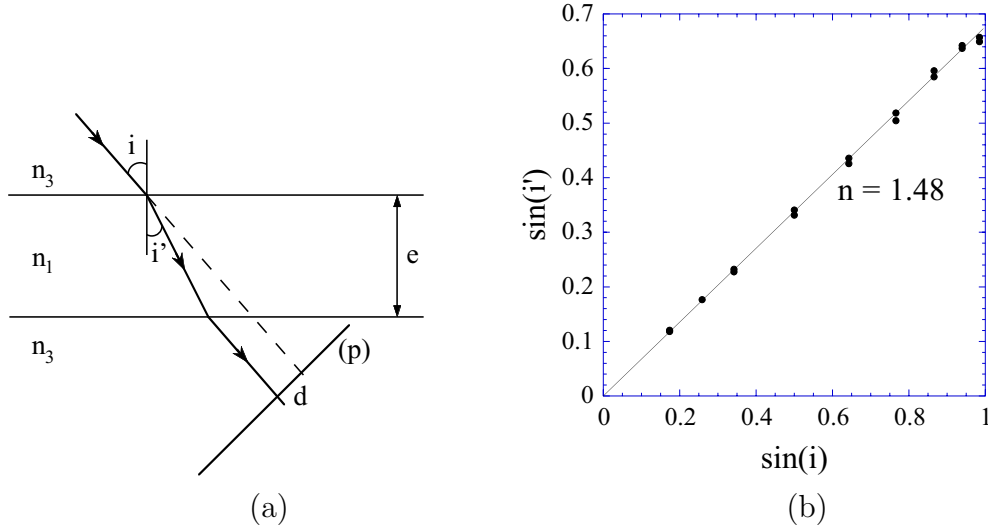 i
n₃
i'
n₁
e
n₃
(p)
d
(a)
0.7
0.6
0.5
0.4
0.3
0.2
0.1
0
sin(i')
n = 1.48
0
0.2
0.4
0.6
0.8
1
sin(i)
(b)